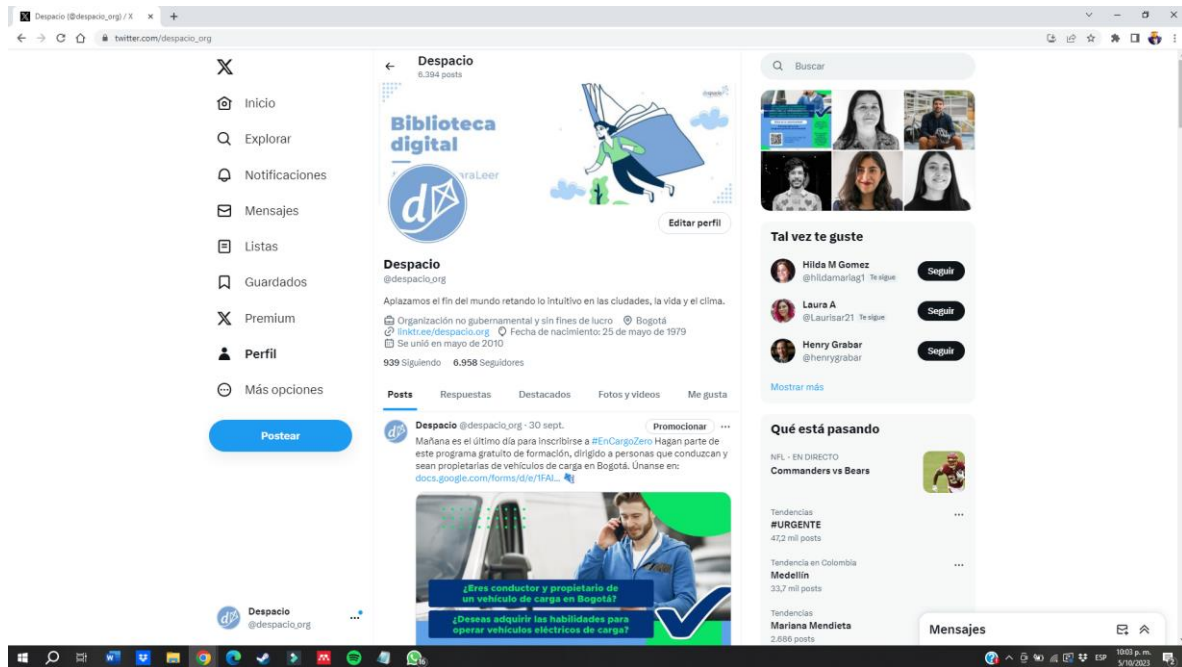 Despacio (@despacio_org) / X
twitter.com/despacio_org
Inicio
Explorar
Notificaciones
Mensajes
Listas
Guardados
Premium
Perfil
Más opciones
Postear
Despacio
@despacio_org
Despacio
6.394 posts
despacio
Biblioteca
digital
araLeer
Editar perfil
Despacio
@despacio_org
Aplazamos el fin del mundo retando lo intuitivo en las ciudades, la vida y el clima.
Organización no gubernamental y sin fines de lucro Bogotá
linktr.ee/despacio.org Fecha de nacimiento: 25 de mayo de 1979
Se unió en mayo de 2010
939 Siguiendo 6.958 Seguidores
Posts Respuestas Destacados Fotos y videos Me gusta
Despacio @despacio_org · 30 sept. Promocionar
Mañana es el último día para inscribirse a #EnCargoZero Hagan parte de
este programa gratuito de formación, dirigido a personas que conduzcan y
sean propietarias de vehículos de carga en Bogotá. Únanse en:
docs.google.com/forms/d/e/1FAI...
¿Eres conductor y propietario de
un vehículo de carga en Bogotá?
¿Deseas adquirir las habilidades para
operar vehículos eléctricos de carga?
Buscar
Tal vez te guste
Hilda M Gomez
@hildamariag1 Te sigue
Seguir
Laura A
@Laurisar21 Te sigue
Seguir
Henry Grabar
@henrygrabar
Seguir
Mostrar más
Qué está pasando
NFL · EN DIRECTO
Commanders vs Bears
Tendencias
#URGENTE
47,2 mil posts
Tendencia en Colombia
Medellín
33,7 mil posts
Tendencias
Mariana Mendieta
2.686 posts
Mensajes
ESP
10:03 p. m.
5/10/2023